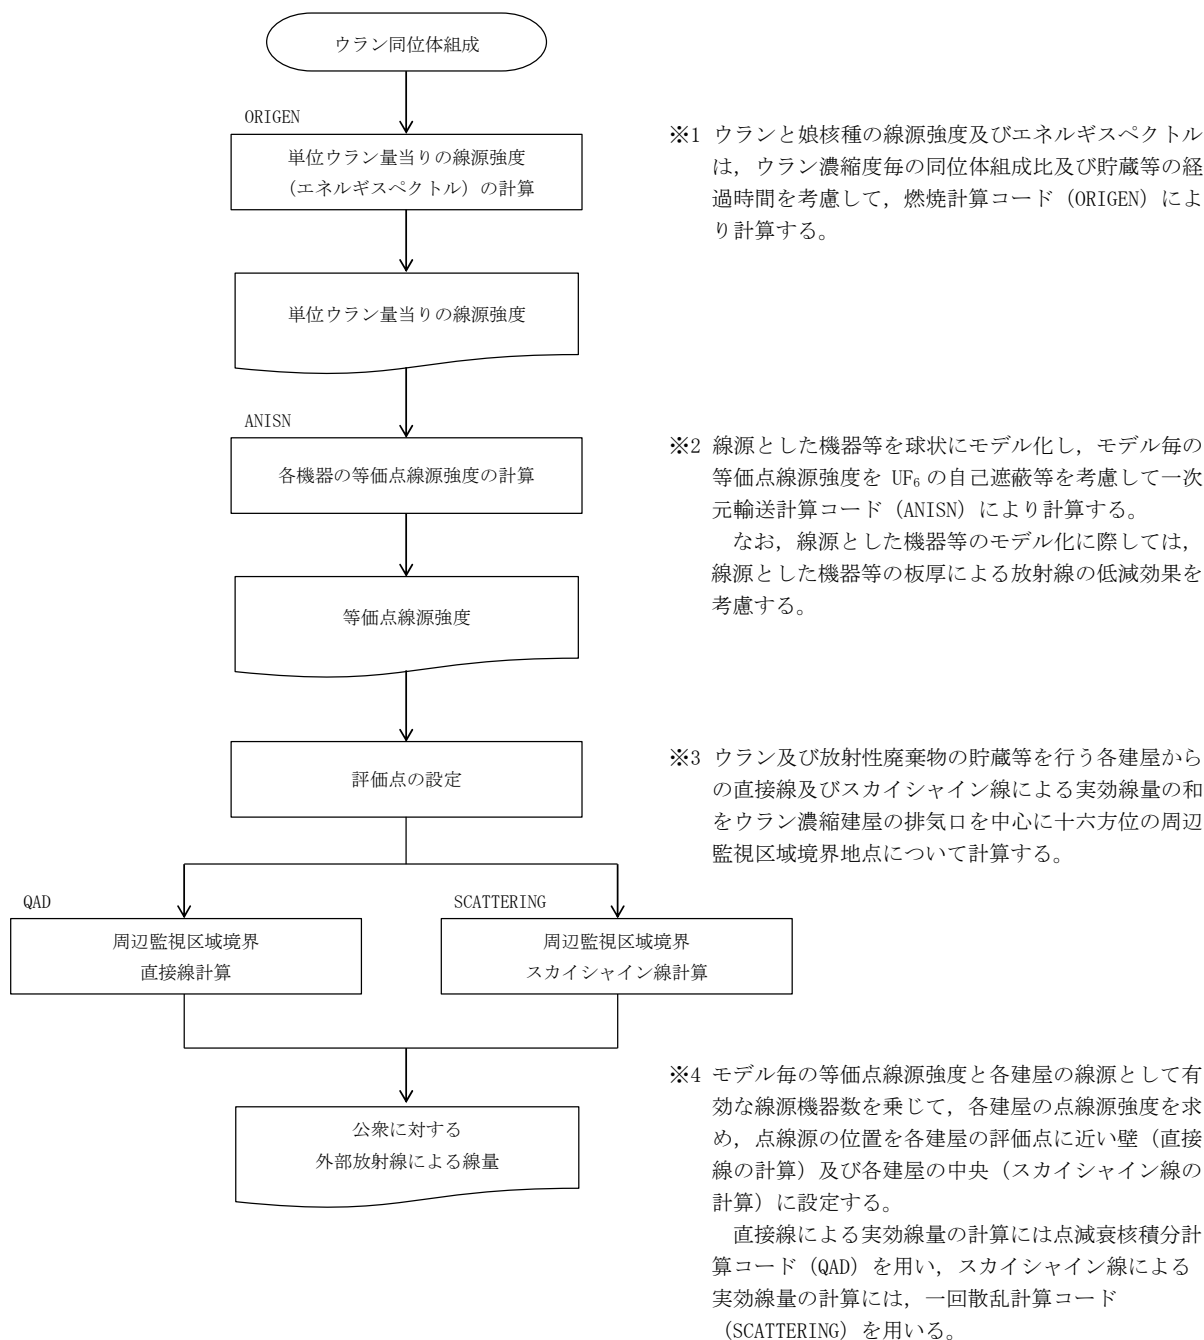 ウラン同位体組成
ORIGEN
単位ウラン量当りの線源強度
（エネルギスペクトル）の計算
※1 ウランと娘核種の線源強度及びエネルギスペクトル
は，ウラン濃縮度毎の同位体組成比及び貯蔵等の経
過時間を考慮して，燃焼計算コード（ORIGEN）によ
り計算する。
単位ウラン量当りの線源強度
ANISN
各機器の等価点線源強度の計算
※2 線源とした機器等を球状にモデル化し，モデル毎の
等価点線源強度を UF₆ の自己遮蔽等を考慮して一次
元輸送計算コード（ANISN）により計算する。
なお，線源とした機器等のモデル化に際しては，
線源とした機器等の板厚による放射線の低減効果を
考慮する。
等価点線源強度
評価点の設定
※3 ウラン及び放射性廃棄物の貯蔵等を行う各建屋から
の直接線及びスカイシャイン線による実効線量の和
をウラン濃縮建屋の排気口を中心に十六方位の周辺
監視区域境界地点について計算する。
QAD
周辺監視区域境界
直接線計算
SCATTERING
周辺監視区域境界
スカイシャイン線計算
公衆に対する
外部放射線による線量
※4 モデル毎の等価点線源強度と各建屋の線源として有
効な線源機器数を乗じて，各建屋の点線源強度を求
め，点線源の位置を各建屋の評価点に近い壁（直接
線の計算）及び各建屋の中央（スカイシャイン線の
計算）に設定する。
直接線による実効線量の計算には点減衰核積分計
算コード（QAD）を用い，スカイシャイン線による
実効線量の計算には，一回散乱計算コード
（SCATTERING）を用いる。